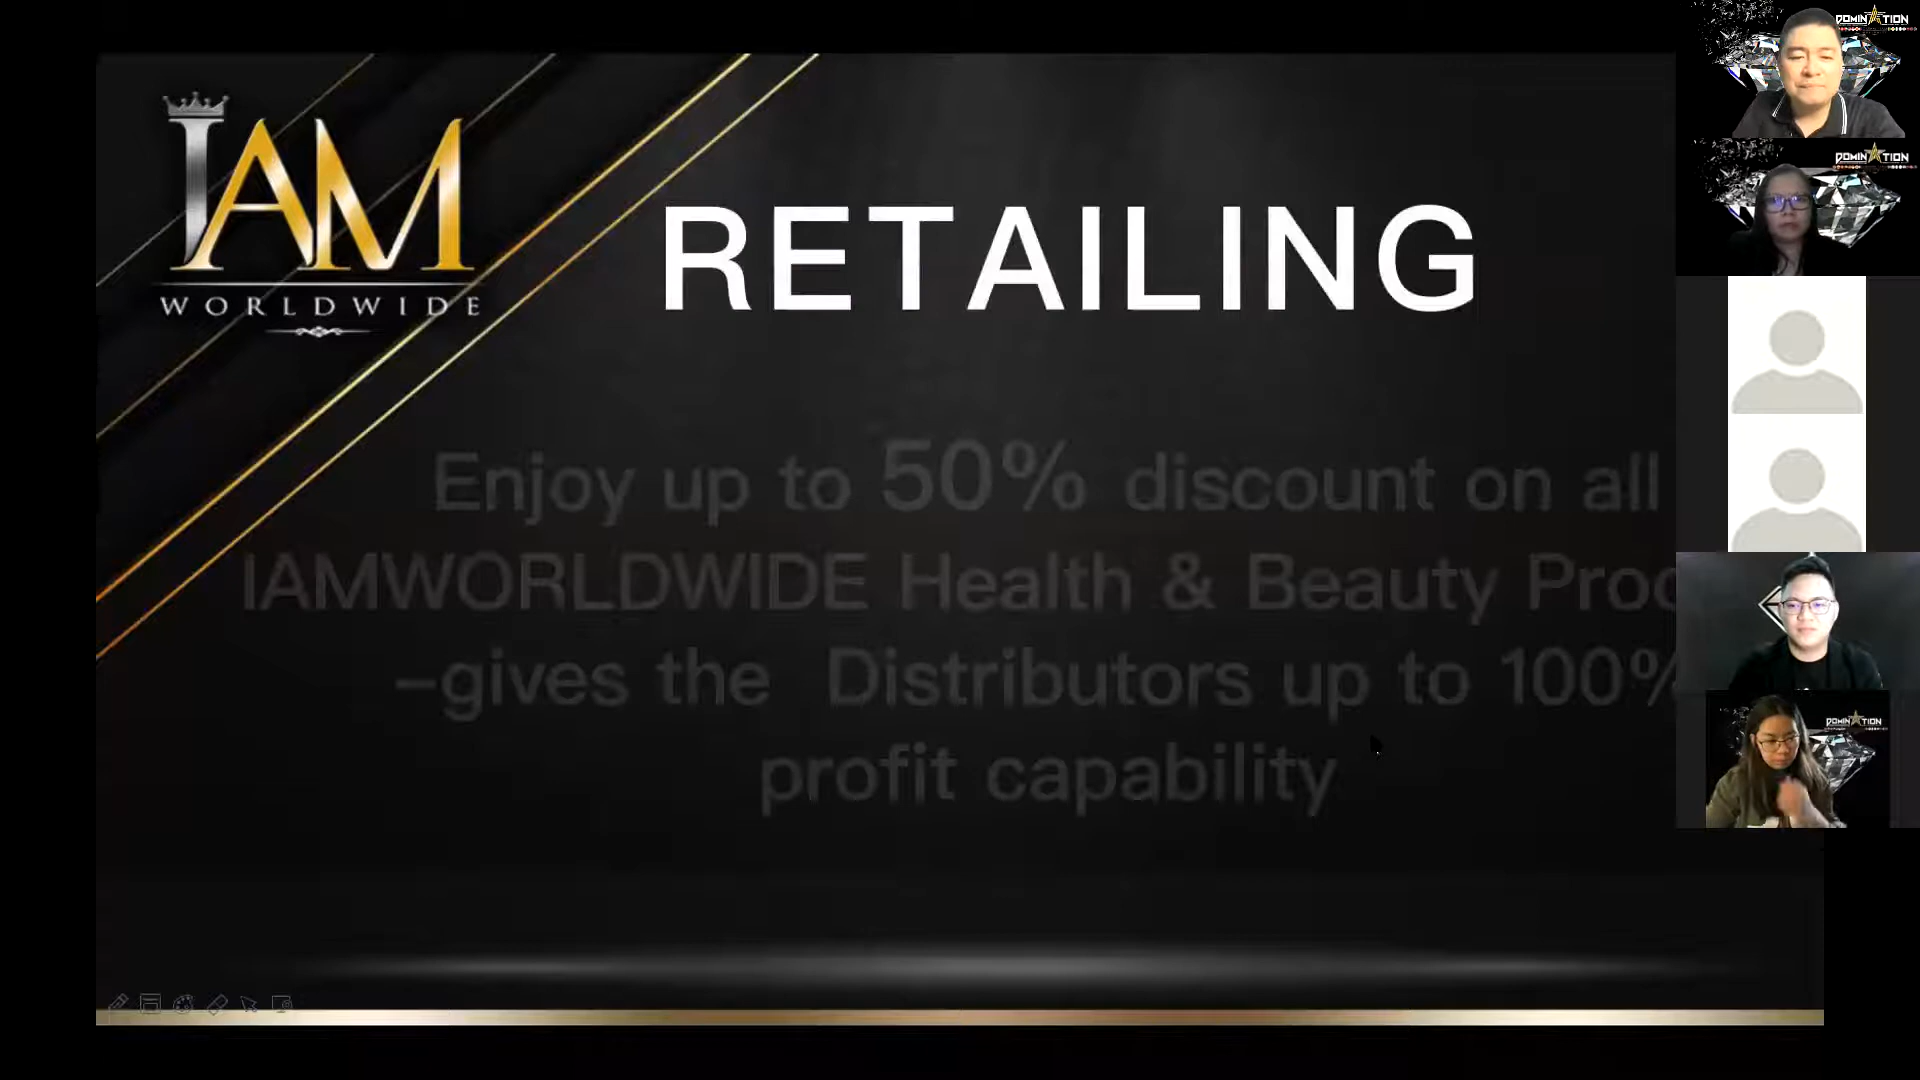 IAM
WORLDWIDE
RETAILING
Enjoy up to 50% discount on all
IAMWORLDWIDE Health & Beauty
–gives the Distributors up to 100%
profit capability
DOMINATION
DOMINATION
DOMINATION